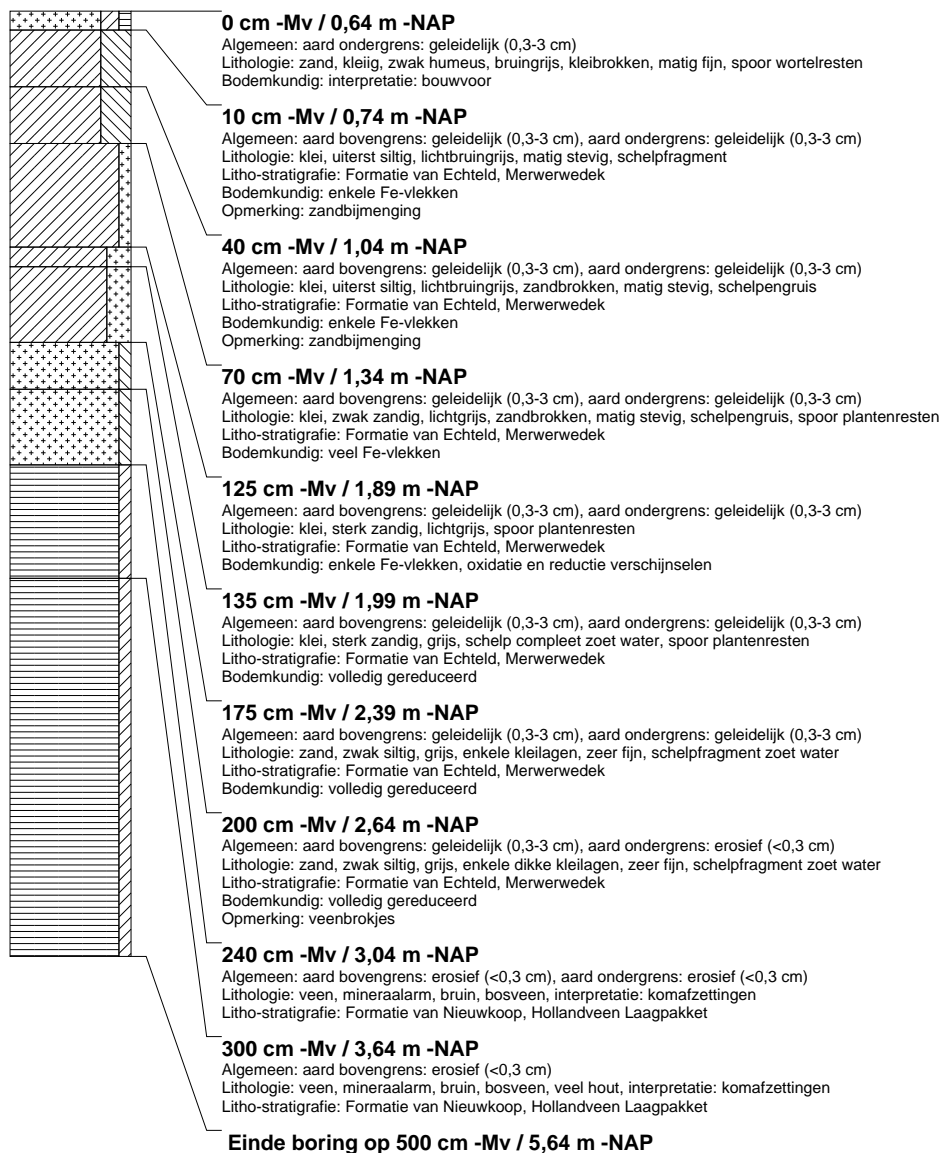 0 cm -Mv / 0,64 m -NAP
Algemeen: aard ondergrens: geleidelijk (0,3-3 cm)
Lithologie: zand, kleiig, zwak humeus, bruingrijs, kleibrokken, matig fijn, spoor wortelresten
Bodemkundig: interpretatie: bouwvoor
10 cm -Mv / 0,74 m -NAP
Algemeen: aard bovengrens: geleidelijk (0,3-3 cm), aard ondergrens: geleidelijk (0,3-3 cm)
Lithologie: klei, uiterst siltig, lichtbruingrijs, matig stevig, schelpfragment
Litho-stratigrafie: Formatie van Echteld, Merwerwedek
Bodemkundig: enkele Fe-vlekken
Opmerking: zandbijmenging
40 cm -Mv / 1,04 m -NAP
Algemeen: aard bovengrens: geleidelijk (0,3-3 cm), aard ondergrens: geleidelijk (0,3-3 cm)
Lithologie: klei, uiterst siltig, lichtbruingrijs, zandbrokken, matig stevig, schelpengruis
Litho-stratigrafie: Formatie van Echteld, Merwerwedek
Bodemkundig: enkele Fe-vlekken
Opmerking: zandbijmenging
70 cm -Mv / 1,34 m -NAP
Algemeen: aard bovengrens: geleidelijk (0,3-3 cm), aard ondergrens: geleidelijk (0,3-3 cm)
Lithologie: klei, zwak zandig, lichtgrijs, zandbrokken, matig stevig, schelpengruis, spoor plantenresten
Litho-stratigrafie: Formatie van Echteld, Merwerwedek
Bodemkundig: veel Fe-vlekken
125 cm -Mv / 1,89 m -NAP
Algemeen: aard bovengrens: geleidelijk (0,3-3 cm), aard ondergrens: geleidelijk (0,3-3 cm)
Lithologie: klei, sterk zandig, lichtgrijs, spoor plantenresten
Litho-stratigrafie: Formatie van Echteld, Merwerwedek
Bodemkundig: enkele Fe-vlekken, oxidatie en reductie verschijnselen
135 cm -Mv / 1,99 m -NAP
Algemeen: aard bovengrens: geleidelijk (0,3-3 cm), aard ondergrens: geleidelijk (0,3-3 cm)
Lithologie: klei, sterk zandig, grijs, schelp compleet zoet water, spoor plantenresten
Litho-stratigrafie: Formatie van Echteld, Merwerwedek
Bodemkundig: volledig gereduceerd
175 cm -Mv / 2,39 m -NAP
Algemeen: aard bovengrens: geleidelijk (0,3-3 cm), aard ondergrens: geleidelijk (0,3-3 cm)
Lithologie: zand, zwak siltig, grijs, enkele kleilagen, zeer fijn, schelpfragment zoet water
Litho-stratigrafie: Formatie van Echteld, Merwerwedek
Bodemkundig: volledig gereduceerd
200 cm -Mv / 2,64 m -NAP
Algemeen: aard bovengrens: geleidelijk (0,3-3 cm), aard ondergrens: erosief (<0,3 cm)
Lithologie: zand, zwak siltig, grijs, enkele dikke kleilagen, zeer fijn, schelpfragment zoet water
Litho-stratigrafie: Formatie van Echteld, Merwerwedek
Bodemkundig: volledig gereduceerd
Opmerking: veenbrokjes
240 cm -Mv / 3,04 m -NAP
Algemeen: aard bovengrens: erosief (<0,3 cm), aard ondergrens: erosief (<0,3 cm)
Lithologie: veen, mineraalarm, bruin, bosveen, interpretatie: komafzettingen
Litho-stratigrafie: Formatie van Nieuwkoop, Hollandveen Laagpakket
300 cm -Mv / 3,64 m -NAP
Algemeen: aard bovengrens: erosief (<0,3 cm)
Lithologie: veen, mineraalarm, bruin, bosveen, veel hout, interpretatie: komafzettingen
Litho-stratigrafie: Formatie van Nieuwkoop, Hollandveen Laagpakket
Einde boring op 500 cm -Mv / 5,64 m -NAP